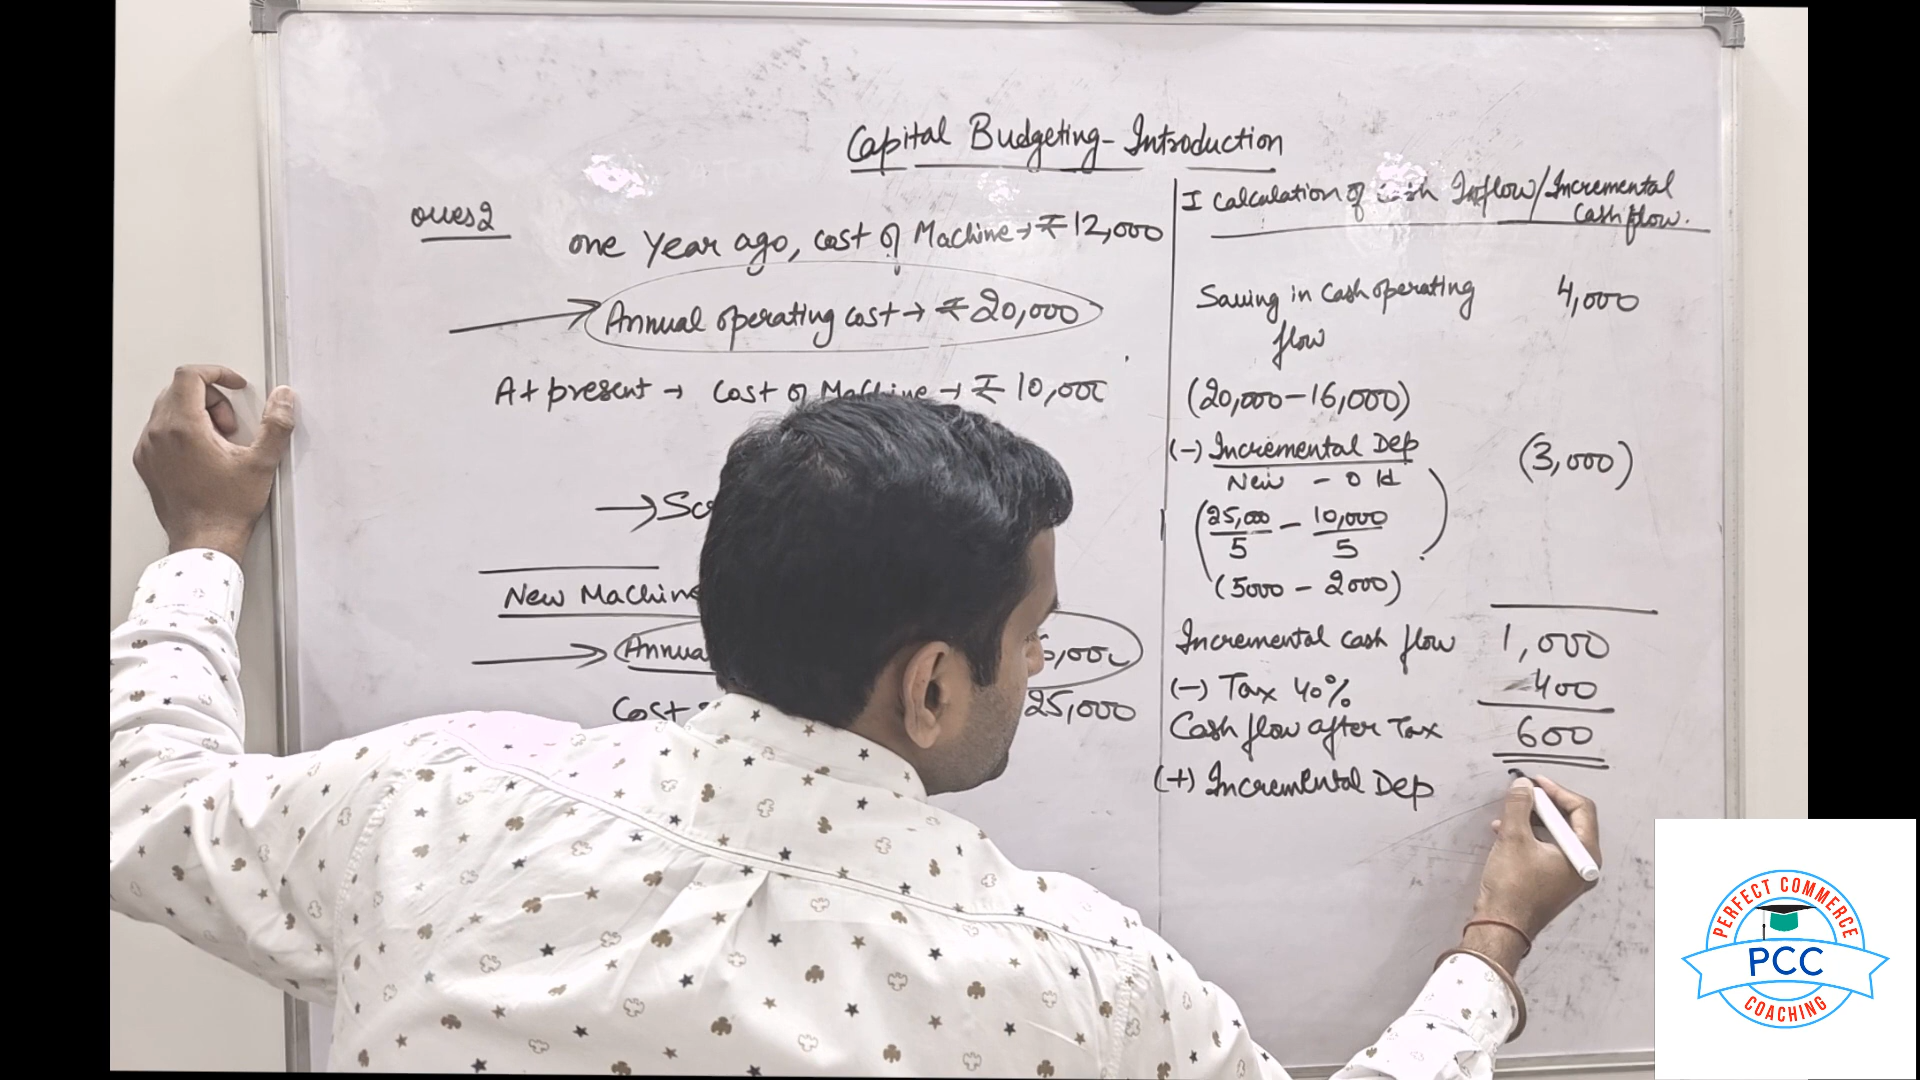 Capital Budgeting-Introduction
Ques2
one Year ago, cost of Machine → ₹12,000
Annual operating cost → ₹20,000
At present → Cost of Machine → ₹ 10,000
→ Sc
New Machine
Annua 6,000
Cost 25,000
I Calculation of Cash Inflow/Incremental
Cash flow.
Saving in Cash operating 4,000
flow
(20,000-16,000)
(-) Incremental Dep (3,000)
New - Old
(25,000/5 - 10,000/5)
(5000 - 2000)
Incremental Cash flow 1,000
(-) Tax 40% 400
Cash flow after Tax 600
(+) Incremental Dep
PERFECT COMMERCE
PCC
COACHING